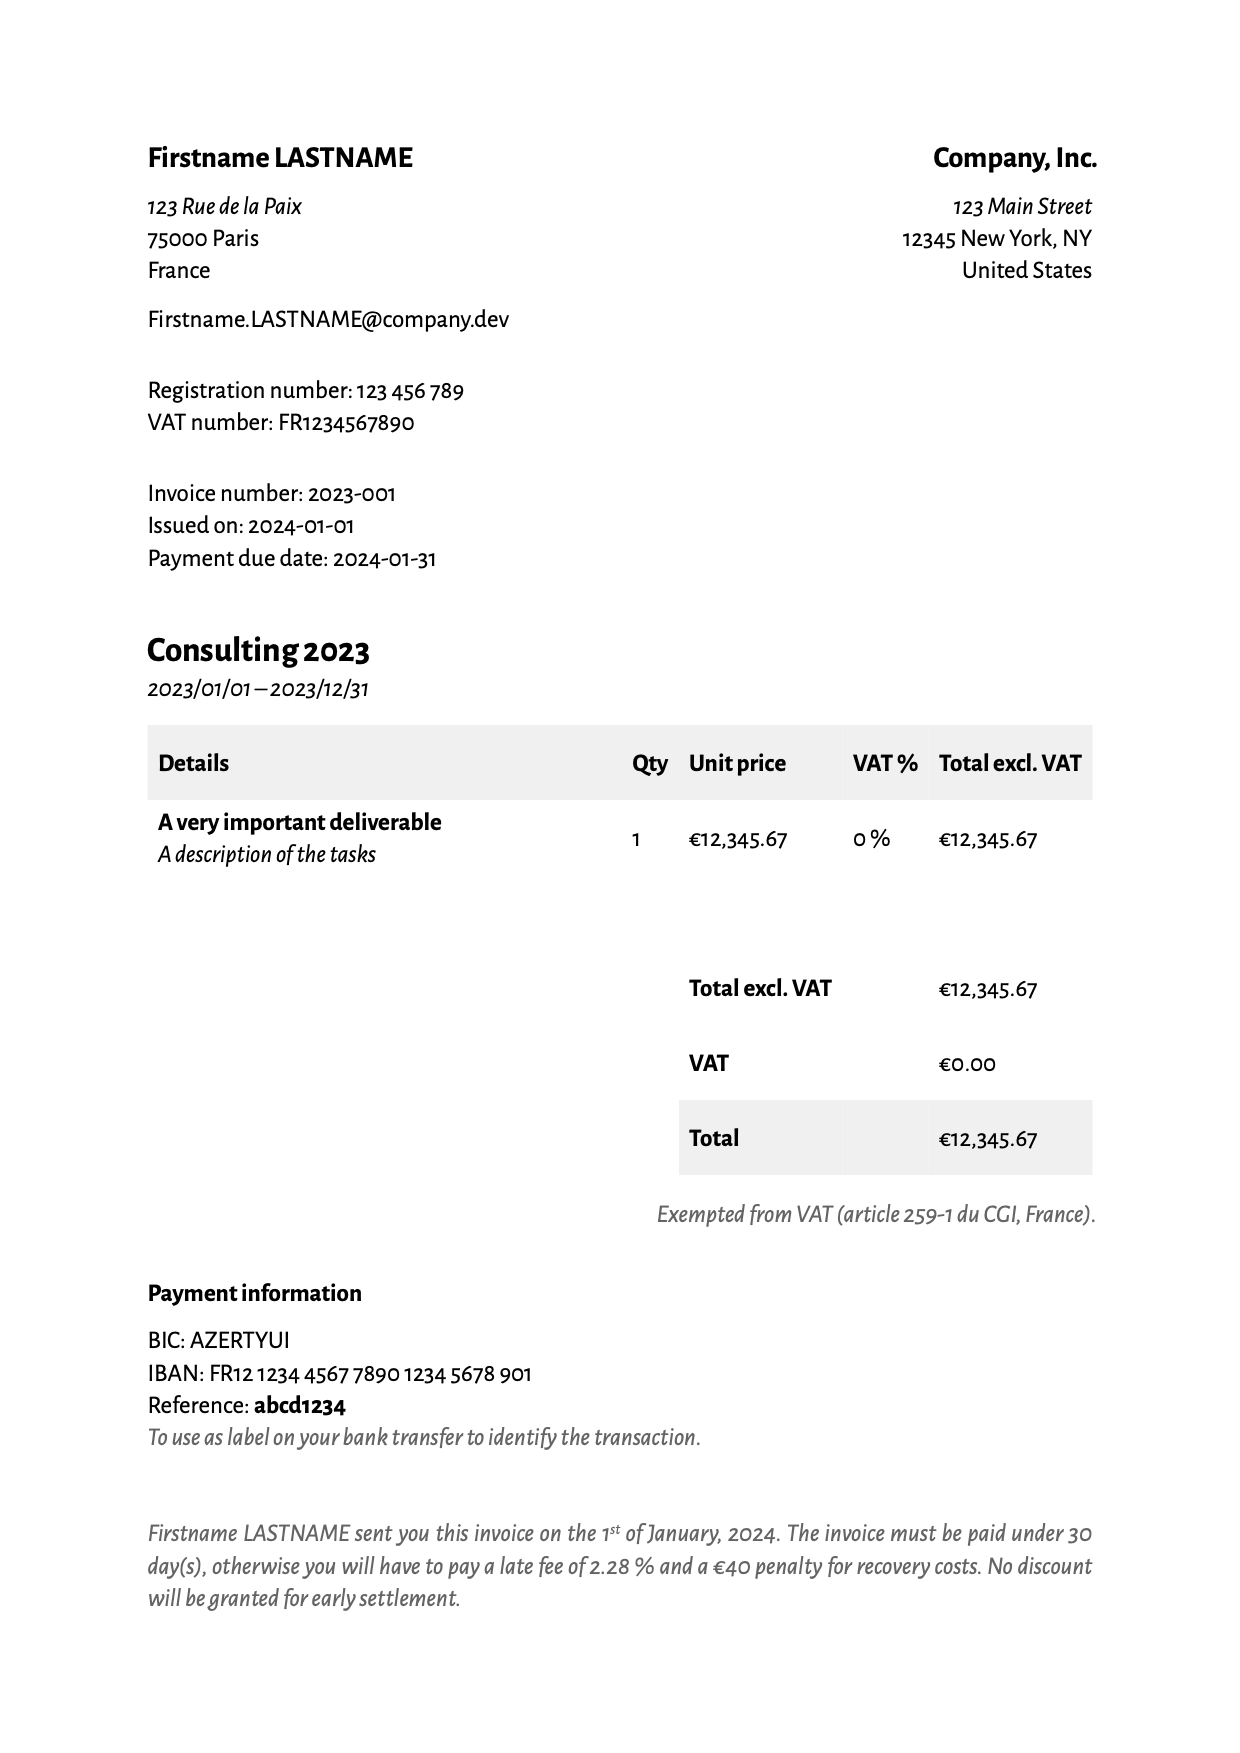 Firstname LASTNAME
123 Rue de la Paix
75000 Paris
France
Firstname.LASTNAME@company.dev
Company, Inc.
123 Main Street
12345 New York, NY
United States
Registration number: 123 456 789
VAT number: FR1234567890
Invoice number: 2023-001
Issued on: 2024-01-01
Payment due date: 2024-01-31
Consulting 2023
2023/01/01 – 2023/12/31
Details Qty Unit price VAT % Total excl. VAT
A very important deliverable
A description of the tasks
1 €12,345.67 0 % €12,345.67
Total excl. VAT €12,345.67
VAT €0.00
Total €12,345.67
Exempted from VAT (article 259-1 du CGI, France).
Payment information
BIC: AZERTYUI
IBAN: FR12 1234 4567 7890 1234 5678 901
Reference: abcd1234
To use as label on your bank transfer to identify the transaction.
Firstname LASTNAME sent you this invoice on the 1st of January, 2024. The invoice must be paid under 30
day(s), otherwise you will have to pay a late fee of 2.28 % and a €40 penalty for recovery costs. No discount
will be granted for early settlement.